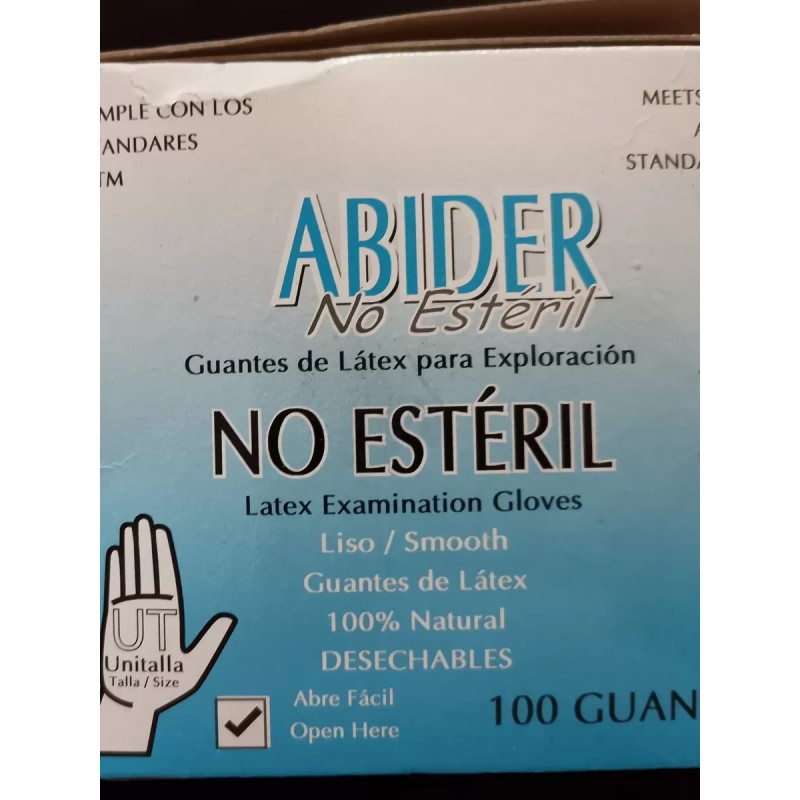 MPLE CON LOS
ANDARES
TM
MEETS
A
STANDA
ABIDER
No Estéril
Guantes de Látex para Exploración
NO ESTÉRIL
Latex Examination Gloves
Liso / Smooth
Guantes de Látex
100% Natural
DESECHABLES
UT
Unitalla
Talla / Size
Abre Fácil
Open Here
100 GUAN